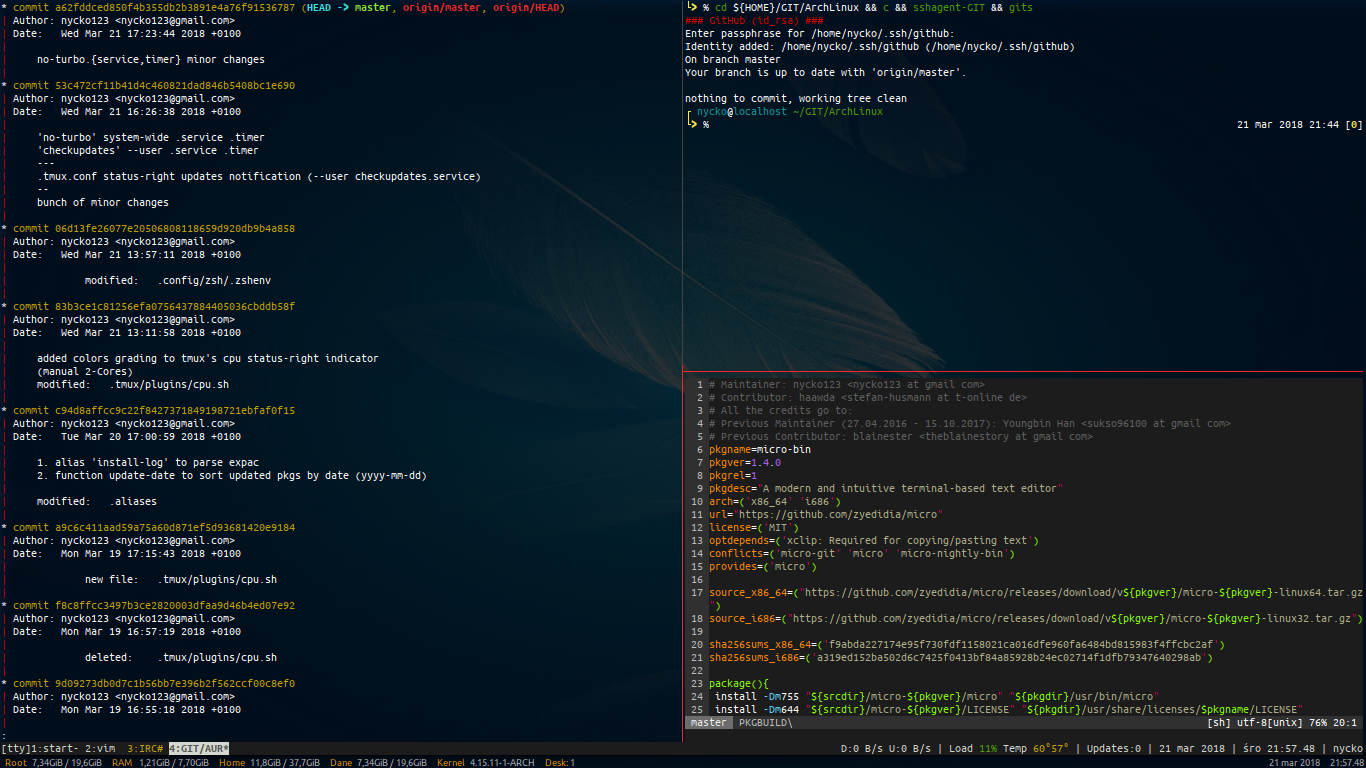 * commit a62fddced850f4b355db2b3891e4a76f91536787 (HEAD -> master, origin/master, origin/HEAD)
| Author: nycko123 <nycko123@gmail.com>
| Date:   Wed Mar 21 17:23:44 2018 +0100
|
|     no-turbo.{service,timer} minor changes
|
* commit 53c472cf11b41d4c460821dad846b5408bc1e690
| Author: nycko123 <nycko123@gmail.com>
| Date:   Wed Mar 21 16:26:38 2018 +0100
|
|     'no-turbo' system-wide .service .timer
|     'checkupdates' --user .service .timer
|     ---
|     .tmux.conf status-right updates notification (--user checkupdates.service)
|     --
|     bunch of minor changes
|
* commit 06d13fe26077e20506808118659d920db9b4a858
| Author: nycko123 <nycko123@gmail.com>
| Date:   Wed Mar 21 13:57:11 2018 +0100
|
|             modified:   .config/zsh/.zshenv
|
* commit 83b3ce1c81256efa0756437884405036cbddb58f
| Author: nycko123 <nycko123@gmail.com>
| Date:   Wed Mar 21 13:11:58 2018 +0100
|
|     added colors grading to tmux's cpu status-right indicator
|     (manual 2-Cores)
|     modified:   .tmux/plugins/cpu.sh
|
* commit c94d8affcc9c22f8427371849198721ebfaf0f15
| Author: nycko123 <nycko123@gmail.com>
| Date:   Tue Mar 20 17:00:59 2018 +0100
|
|     1. alias 'install-log' to parse expac
|     2. function update-date to sort updated pkgs by date (yyyy-mm-dd)
|
|     modified:   .aliases
|
* commit a9c6c411aad59a75a60d871ef5d93681420e9184
| Author: nycko123 <nycko123@gmail.com>
| Date:   Mon Mar 19 17:15:43 2018 +0100
|
|             new file:   .tmux/plugins/cpu.sh
|
* commit f8c8ffcc3497b3ce2820003dfaa9d46b4ed07e92
| Author: nycko123 <nycko123@gmail.com>
| Date:   Mon Mar 19 16:57:19 2018 +0100
|
|             deleted:    .tmux/plugins/cpu.sh
|
* commit 9d09273db0d7c1b56bb7e396b2f562ccf00c8ef0
| Author: nycko123 <nycko123@gmail.com>
| Date:   Mon Mar 19 16:55:18 2018 +0100
|
:
% cd ${HOME}/GIT/ArchLinux && c && sshagent-GIT && gits
### GitHub (id_rsa) ###
Enter passphrase for /home/nycko/.ssh/github:
Identity added: /home/nycko/.ssh/github (/home/nycko/.ssh/github)
On branch master
Your branch is up to date with 'origin/master'.
nothing to commit, working tree clean
nycko@localhost ~/GIT/ArchLinux
% 21 mar 2018 21:44 [0]
1 # Maintainer: nycko123 <nycko123 at gmail com>
2 # Contributor: haawda <stefan-husmann at t-online de>
3 # All the credits go to:
4 # Previous Maintainer (27.04.2016 - 15.10.2017): Youngbin Han <sukso96100 at gmail com>
5 # Previous Contributor: blainester <theblainestory at gmail com>
6 pkgname=micro-bin
7 pkgver=1.4.0
8 pkgrel=1
9 pkgdesc="A modern and intuitive terminal-based text editor"
10 arch=('x86_64' 'i686')
11 url="https://github.com/zyedidia/micro"
12 license=('MIT')
13 optdepends=('xclip: Required for copying/pasting text')
14 conflicts=('micro-git' 'micro' 'micro-nightly-bin')
15 provides=('micro')
16
17 source_x86_64=("https://github.com/zyedidia/micro/releases/download/v${pkgver}/micro-${pkgver}-linux64.tar.gz
")
18 source_i686=("https://github.com/zyedidia/micro/releases/download/v${pkgver}/micro-${pkgver}-linux32.tar.gz")
19
20 sha256sums_x86_64=('f9abda227174e95f730fdf1158021ca016dfe960fa6484bd815983f4ffcbc2af')
21 sha256sums_i686=('a319ed152ba502d6c7425f0413bf84a85928b24ec02714f1dfb79347640298ab')
22
23 package(){
24  install -Dm755 "${srcdir}/micro-${pkgver}/micro" "${pkgdir}/usr/bin/micro"
25  install -Dm644 "${srcdir}/micro-${pkgver}/LICENSE" "${pkgdir}/usr/share/licenses/$pkgname/LICENSE"
master PKGBUILD\ [sh] utf-8[unix] 76% 20:1
[tty]1:start- 2:vim  3:IRC# 4:GIT/AUR* D:0 B/s U:0 B/s | Load 11% Temp 60°57° | Updates:0 | 21 mar 2018 | śro 21:57.48 | nycko
Root 7,34GiB / 19,6GiB RAM 1,21GiB / 7,70GiB Home 11,8GiB / 37,7GiB Dane 7,34GiB / 19,6GiB Kernel 4.15.11-1-ARCH Desk: 1 21 mar 2018 21:57.48